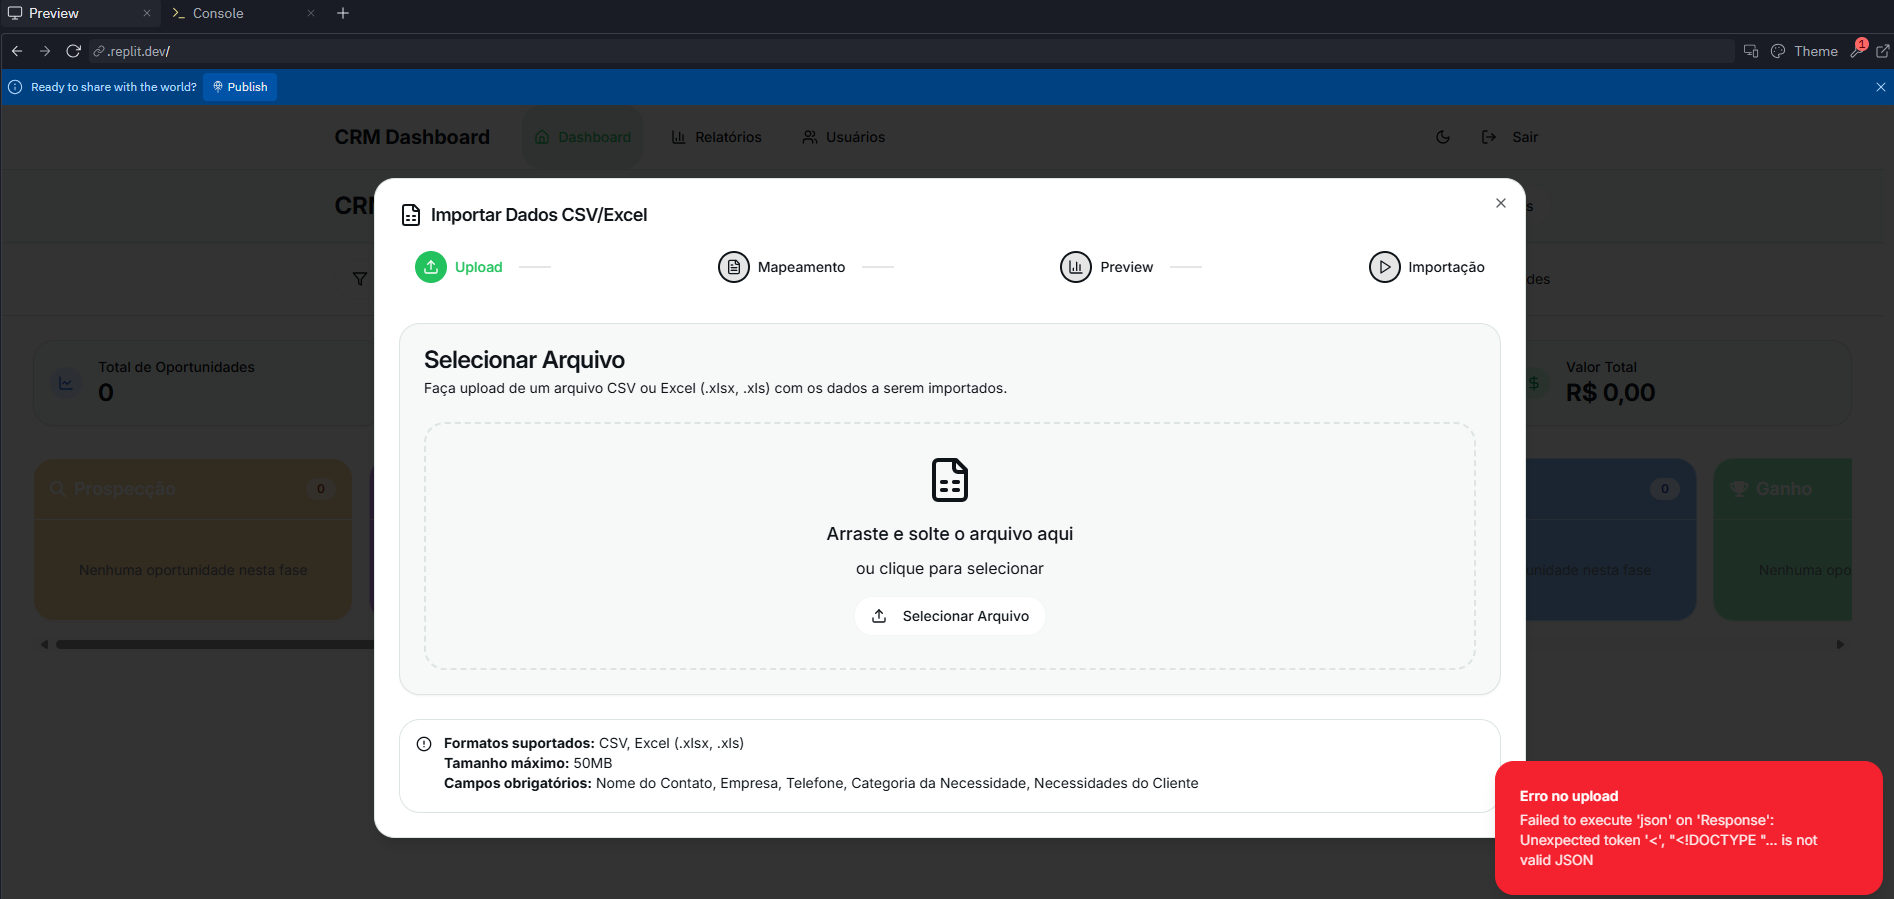 Preview
Console
.replit.dev/
Theme
1
Ready to share with the world?
Publish
CRM Dashboard
Dashboard
Relatórios
Usuários
Sair
CRM
s
Importar Dados CSV/Excel
Upload
Mapeamento
Preview
Importação
des
Selecionar Arquivo
Faça upload de um arquivo CSV ou Excel (.xlsx, .xls) com os dados a serem importados.
Total de Oportunidades
0
Valor Total
R$ 0,00
Arraste e solte o arquivo aqui
ou clique para selecionar
Selecionar Arquivo
Prospecção
0
Nenhuma oportunidade nesta fase
0
unidade nesta fase
Ganho
Nenhuma opo
Formatos suportados: CSV, Excel (.xlsx, .xls)
Tamanho máximo: 50MB
Campos obrigatórios: Nome do Contato, Empresa, Telefone, Categoria da Necessidade, Necessidades do Cliente
Erro no upload
Failed to execute 'json' on 'Response':
Unexpected token '<', "<!DOCTYPE "... is not
valid JSON